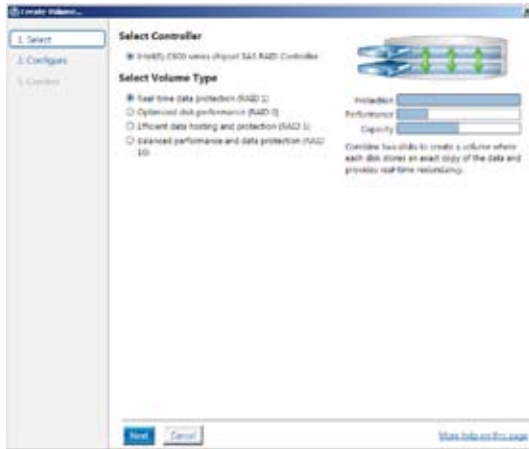 Create Volume...
1. Select
2. Configure
3. Confirm
Select Controller
Intel(R) C600 series chipset SAS RAID Controller
Select Volume Type
Real-time data protection (RAID 1)
Optimized disk performance (RAID 0)
Efficient data hosting and protection (RAID 5)
Balanced performance and data protection (RAID
10)
Protection
Performance
Capacity
Combine two disks to create a volume where
each disk stores an exact copy of the data and
provides real-time redundancy.
Next
Cancel
More help on this page